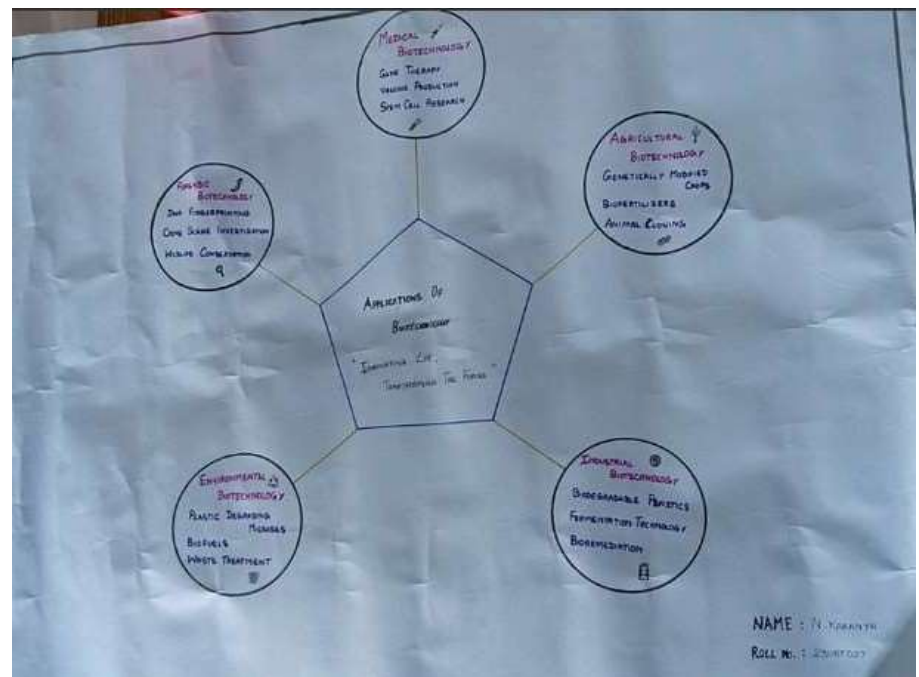 MEDICAL
BIOTECHNOLOGY
GENE THERAPY
VACCINE PRODUCTION
STEM CELL RESEARCH
AGRICULTURAL
BIOTECHNOLOGY
GENETICALLY MODIFIED
CROPS
BIOFERTILISERS
ANIMAL CLONING
FORENSIC
BIOTECHNOLOGY
DNA FINGERPRINTING
CRIME SCENE INVESTIGATION
WILDLIFE CONSERVATION
APPLICATIONS OF
BIOTECHNOLOGY
"INNOVATING LIFE,
TRANSFORMING THE FUTURE"
ENVIRONMENTAL
BIOTECHNOLOGY
PLASTIC DEGRADING
MICROBES
BIOFUELS
WASTE TREATMENT
INDUSTRIAL
BIOTECHNOLOGY
BIODEGRADABLE PLASTICS
FERMENTATION TECHNOLOGY
BIOREMEDIATION
NAME : N.
ROLL NO. :